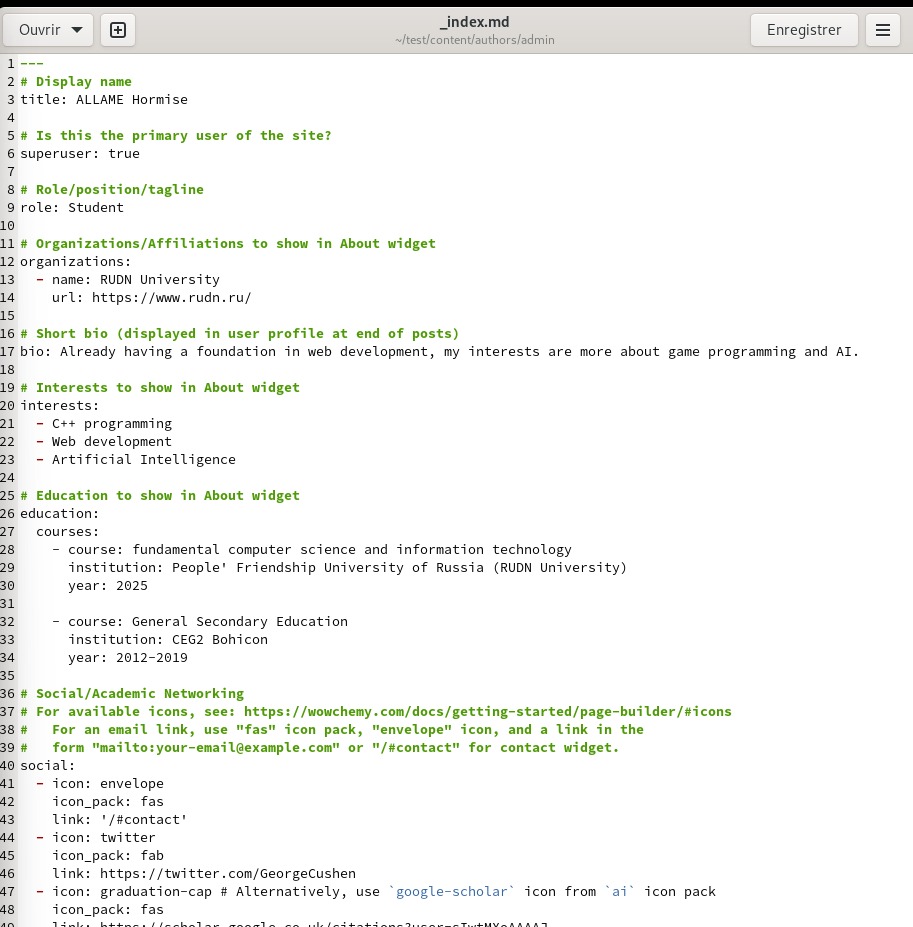 Ouvrir
_index.md
~/test/content/authors/admin
Enregistrer
1 ---
2 # Display name
3 title: ALLAME Hormise
4
5 # Is this the primary user of the site?
6 superuser: true
7
8 # Role/position/tagline
9 role: Student
10
11 # Organizations/Affiliations to show in About widget
12 organizations:
13   - name: RUDN University
14     url: https://www.rudn.ru/
15
16 # Short bio (displayed in user profile at end of posts)
17 bio: Already having a foundation in web development, my interests are more about game programming and AI.
18
19 # Interests to show in About widget
20 interests:
21   - C++ programming
22   - Web development
23   - Artificial Intelligence
24
25 # Education to show in About widget
26 education:
27   courses:
28     - course: fundamental computer science and information technology
29       institution: People' Friendship University of Russia (RUDN University)
30       year: 2025
31
32     - course: General Secondary Education
33       institution: CEG2 Bohicon
34       year: 2012-2019
35
36 # Social/Academic Networking
37 # For available icons, see: https://wowchemy.com/docs/getting-started/page-builder/#icons
38 #   For an email link, use "fas" icon pack, "envelope" icon, and a link in the
39 #   form "mailto:your-email@example.com" or "/#contact" for contact widget.
40 social:
41   - icon: envelope
42     icon_pack: fas
43     link: '/#contact'
44   - icon: twitter
45     icon_pack: fab
46     link: https://twitter.com/GeorgeCushen
47   - icon: graduation-cap # Alternatively, use `google-scholar` icon from `ai` icon pack
48     icon_pack: fas
49     link: